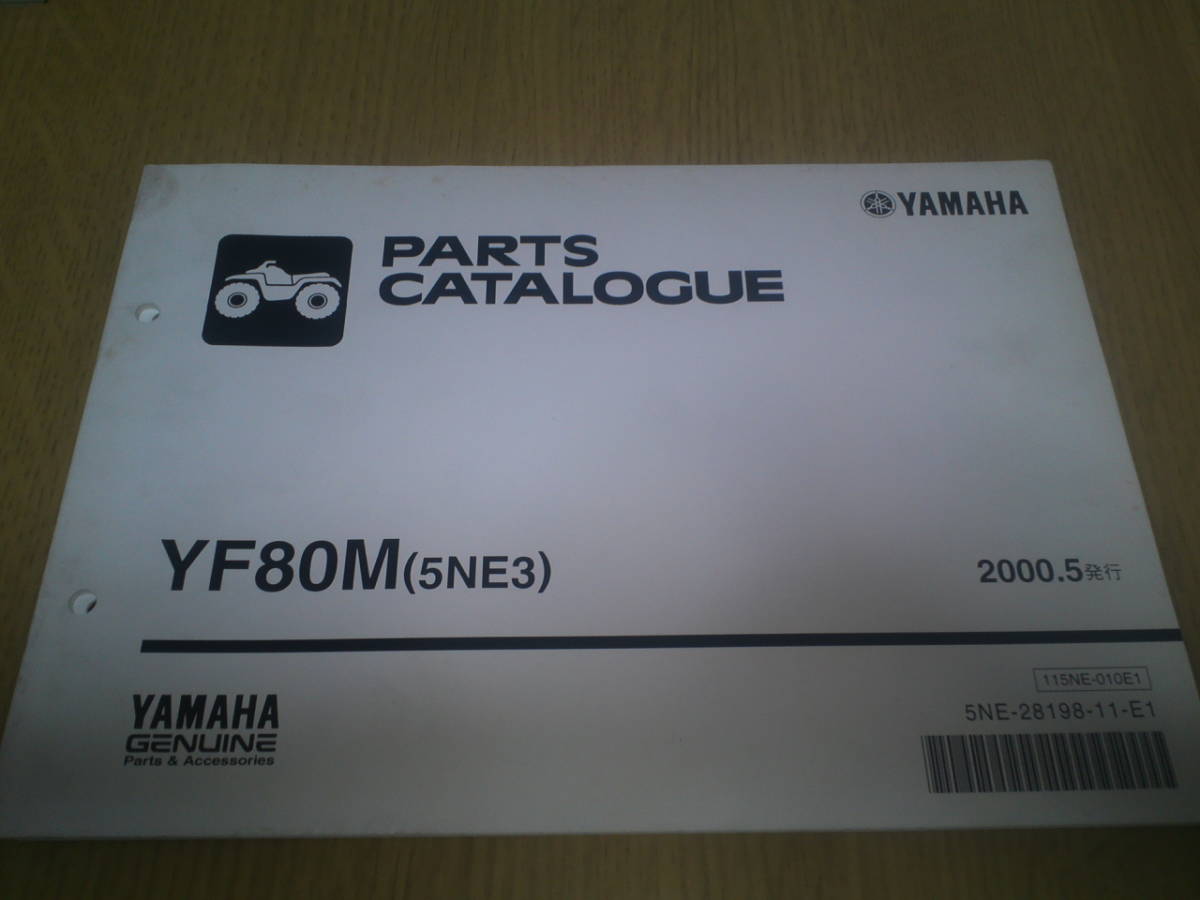 YAMAHA
PARTS
CATALOGUE
YF80M(5NE3)
2000.5発行
115NE-010E1
5NE-28198-11-E1
YAMAHA
GENUINE
Parts & Accessories